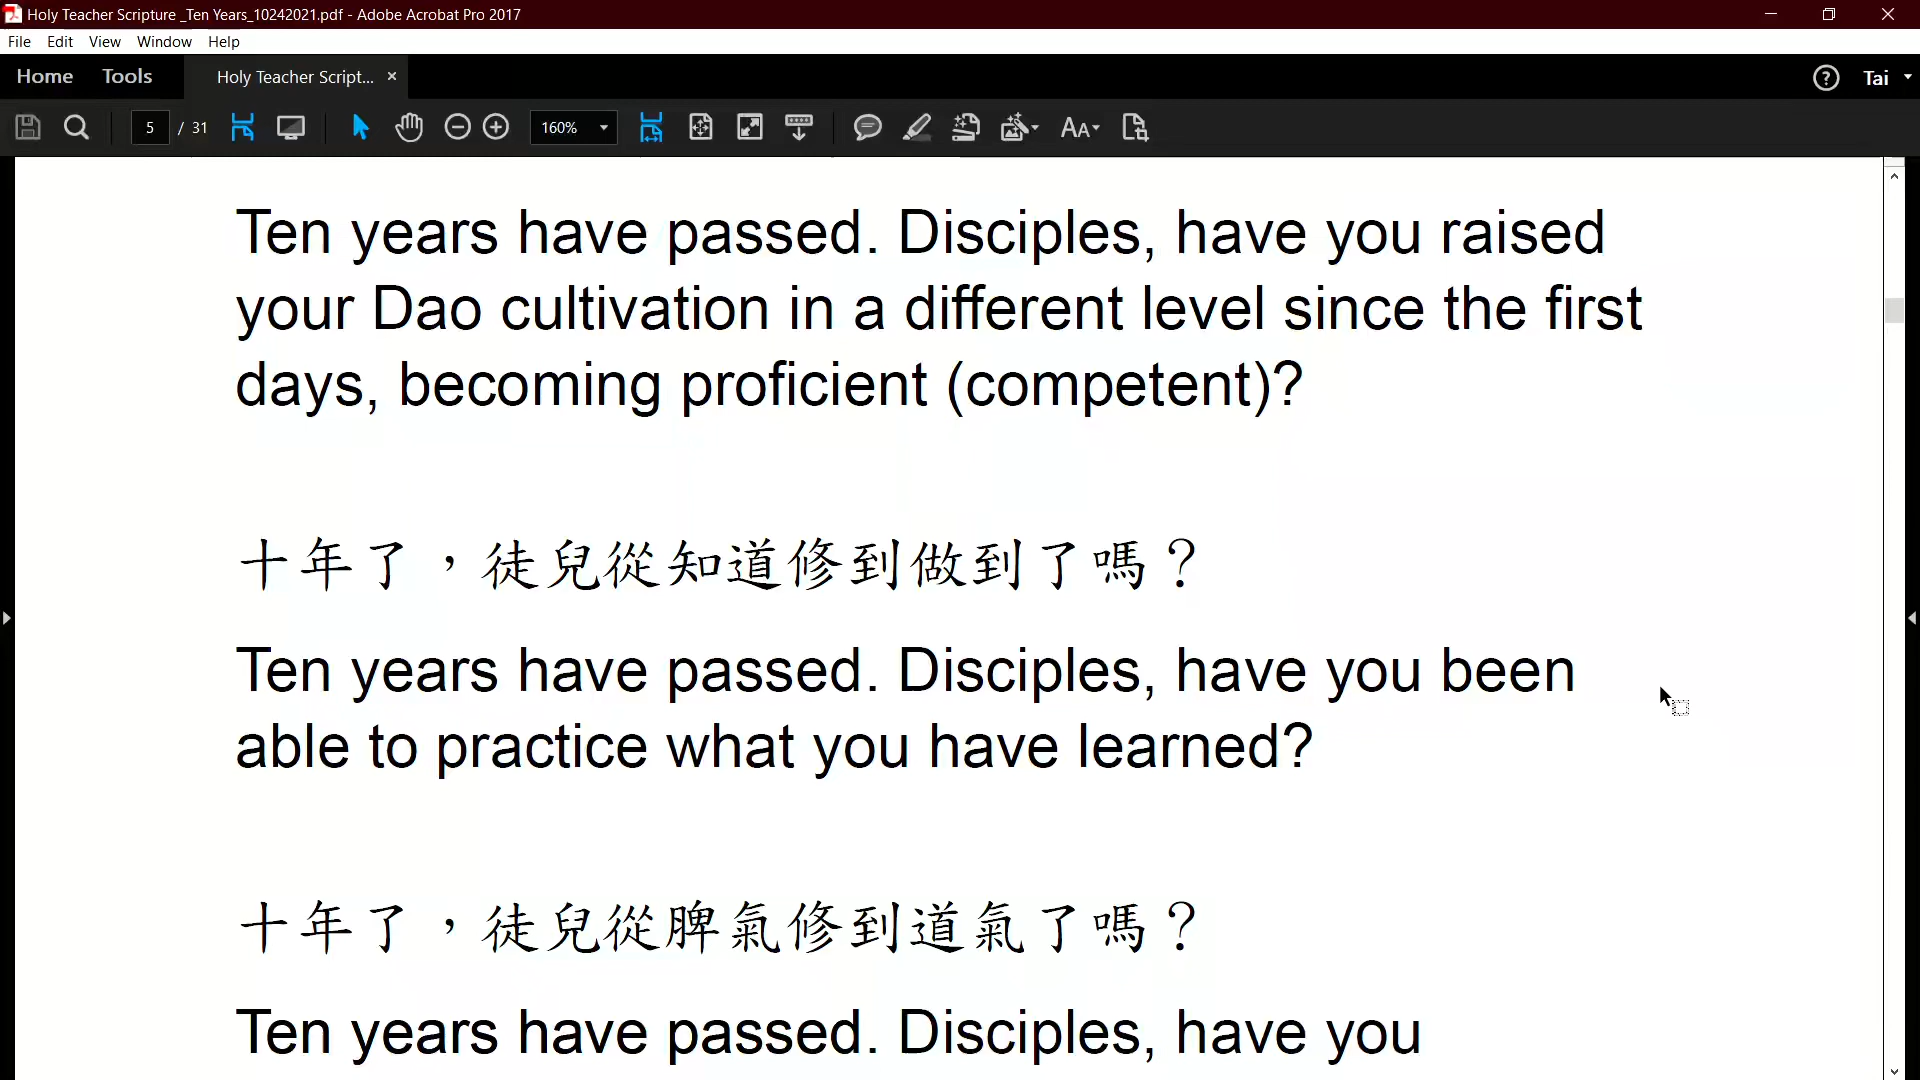 Holy Teacher Scripture _Ten Years_10242021.pdf - Adobe Acrobat Pro 2017
File Edit View Window Help
Home Tools Holy Teacher Script... × ? Tai
5 / 31 160%
Ten years have passed. Disciples, have you raised
your Dao cultivation in a different level since the first
days, becoming proficient (competent)?
十年了，徒兒從知道修到做到了嗎？
Ten years have passed. Disciples, have you been
able to practice what you have learned?
十年了，徒兒從脾氣修到道氣了嗎？
Ten years have passed. Disciples, have you